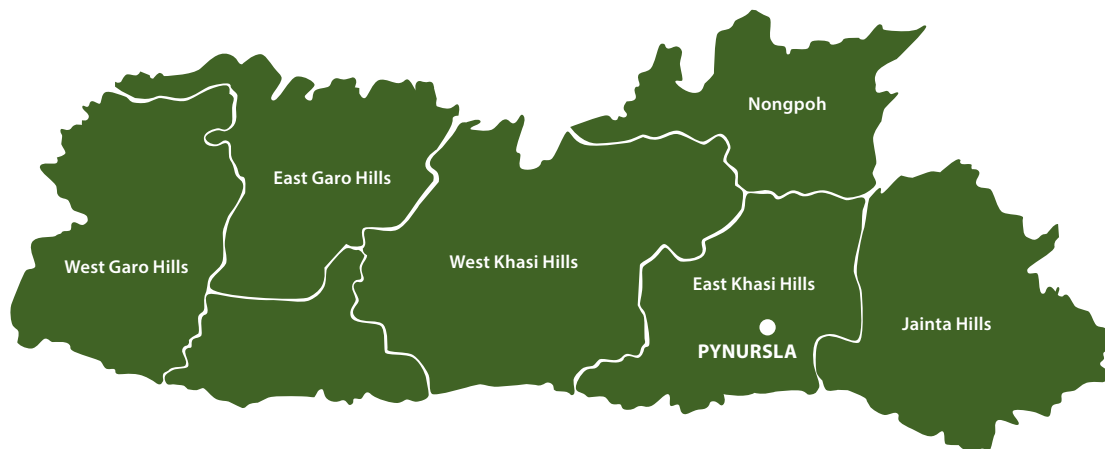 Nongpoh
East Garo Hills
West Garo Hills
West Khasi Hills
East Khasi Hills
Jainta Hills
PYNURSLA